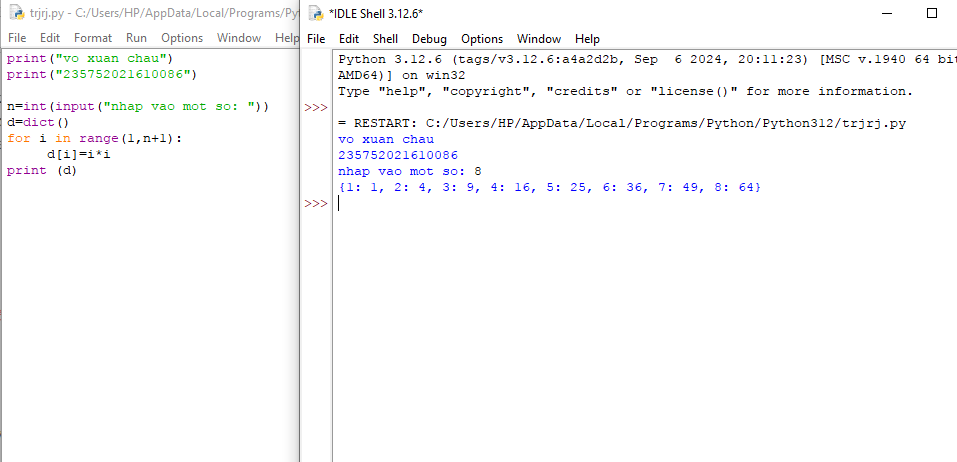 trjrj.py - C:/Users/HP/AppData/Local/Programs/Py
File Edit Format Run Options Window Help
print("vo xuan chau")
print("235752021610086")
n=int(input("nhap vao mot so: "))
d=dict()
for i in range(1,n+1):
    d[i]=i*i
print (d)
*IDLE Shell 3.12.6*
File Edit Shell Debug Options Window Help
Python 3.12.6 (tags/v3.12.6:a4a2d2b, Sep  6 2024, 20:11:23) [MSC v.1940 64 bit
AMD64)] on win32
Type "help", "copyright", "credits" or "license()" for more information.
>>>
= RESTART: C:/Users/HP/AppData/Local/Programs/Python/Python312/trjrj.py
vo xuan chau
235752021610086
nhap vao mot so: 8
{1: 1, 2: 4, 3: 9, 4: 16, 5: 25, 6: 36, 7: 49, 8: 64}
>>>